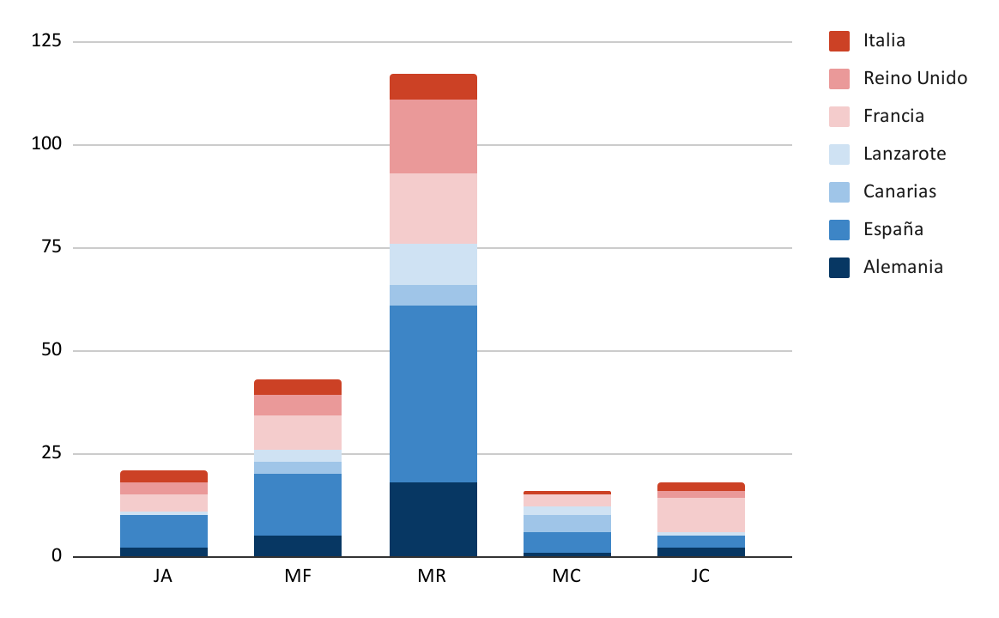 125
100
75
50
25
0
JA
MF
MR
MC
JC
Italia
Reino Unido
Francia
Lanzarote
Canarias
España
Alemania